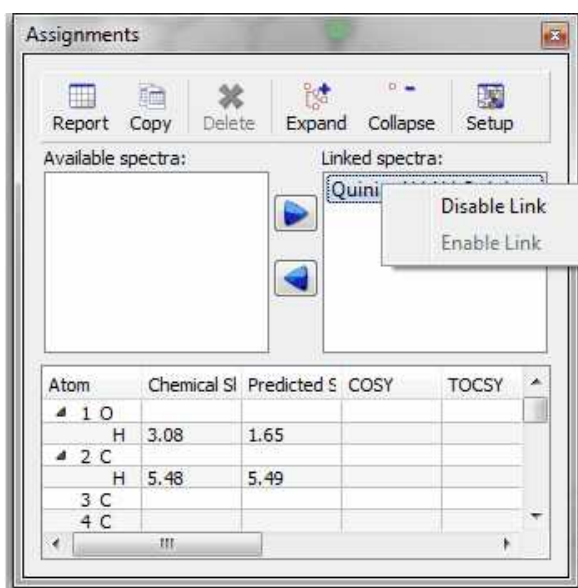 Assignments
Report Copy Delete Expand Collapse Setup
Available spectra: Linked spectra:
Disable Link
Enable Link
Atom Chemical Sl Predicted S COSY TOCSY
1 O
H 3.08 1.65
2 C
H 5.48 5.49
3 C
4 C